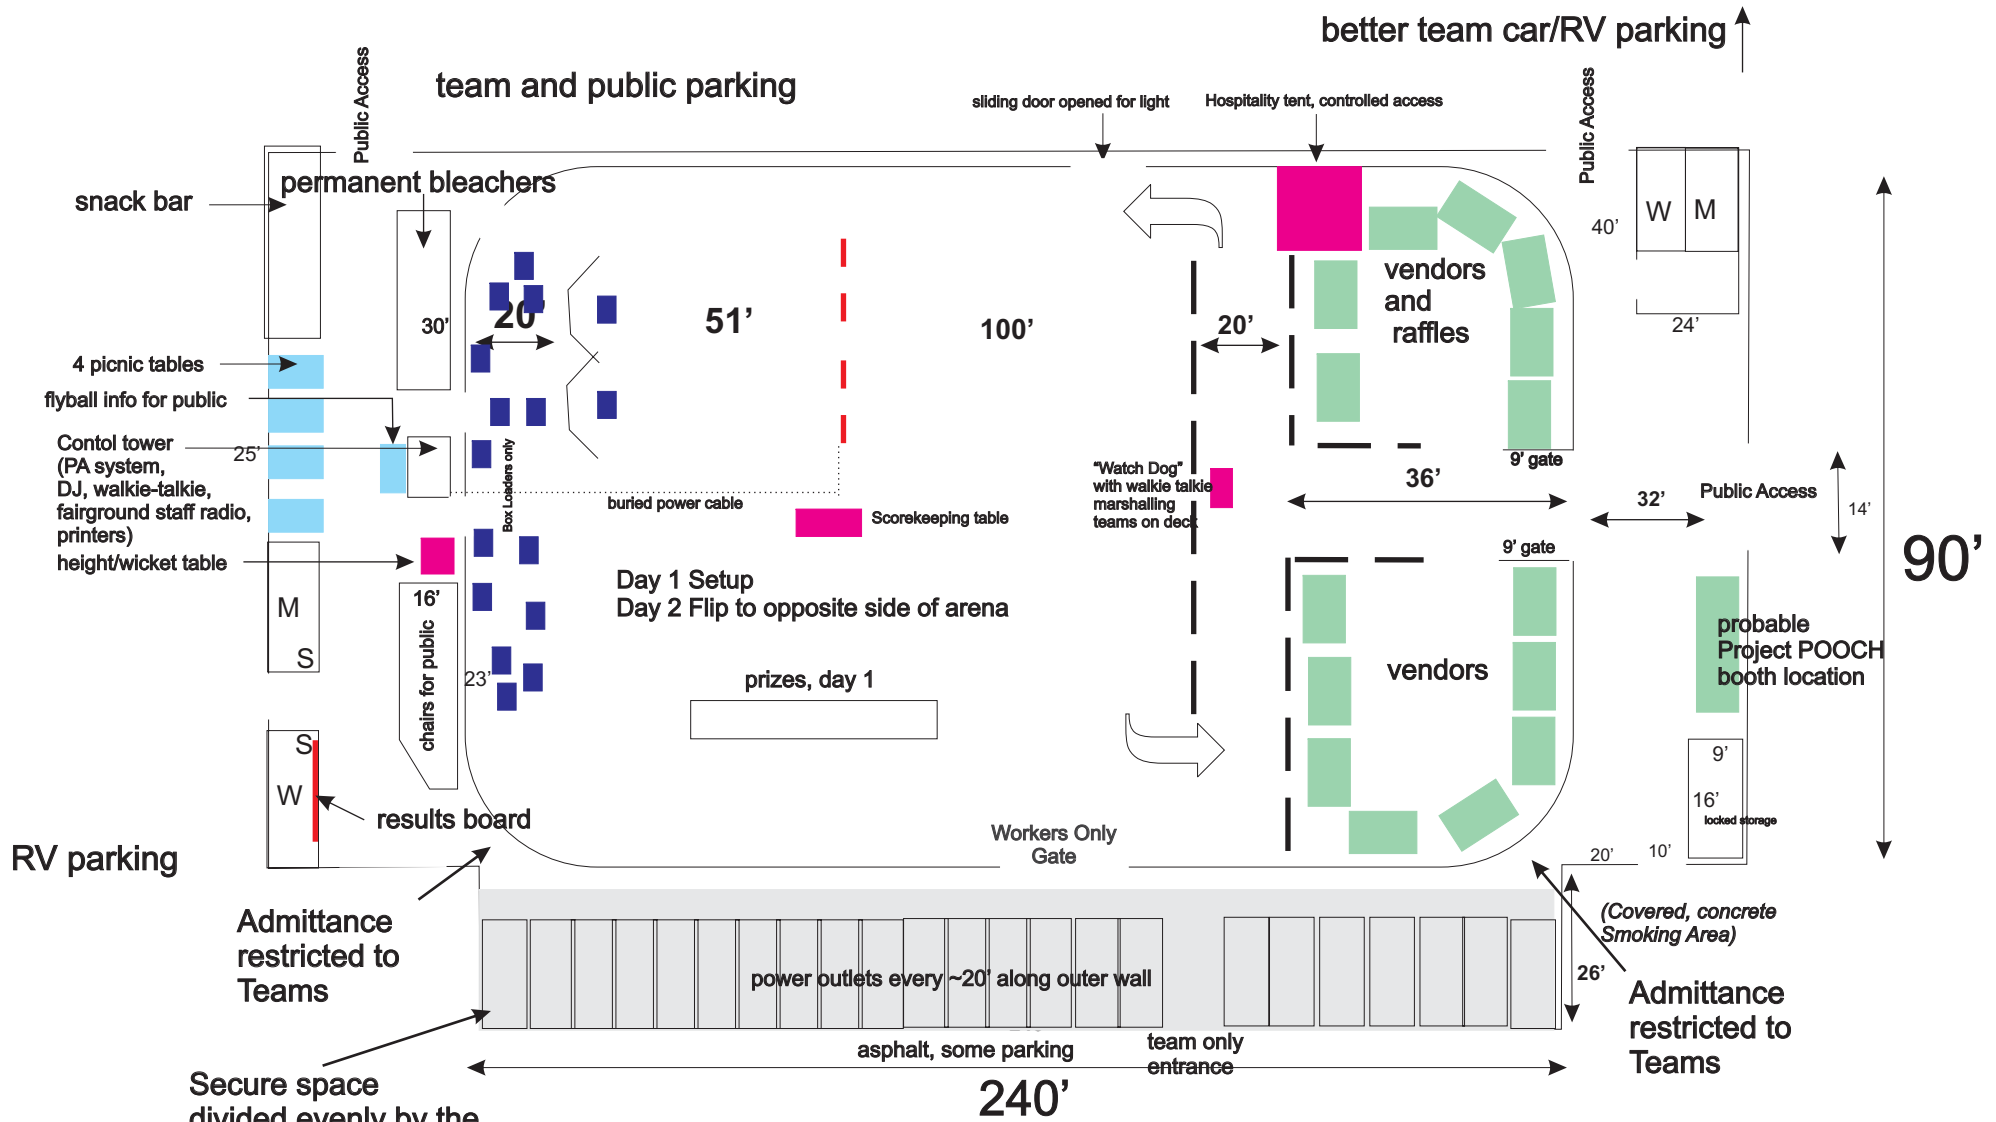 better team car/RV parking
team and public parking
Public Access
sliding door opened for light
Hospitality tent, controlled access
Public Access
permanent bleachers
snack bar
W
M
40’
24’
vendors
and
raffles
30’
20’
51’
100’
20’
4 picnic tables
flyball info for public
Contol tower
(PA system,
DJ, walkie-talkie,
fairground staff radio,
printers)
25’
height/wicket table
Box Loaders only
buried power cable
Scorekeeping table
“Watch Dog”
with walkie talkie
marshalling
teams on deck
36’
9’ gate
9’ gate
32’
Public Access
14’
90’
Day 1 Setup
Day 2 Flip to opposite side of arena
M
S
16’
chairs for public
23’
prizes, day 1
vendors
probable
Project POOCH
booth location
S
W
results board
9’
16’
locked storage
RV parking
Workers Only
Gate
20’
10’
Admittance
restricted to
Teams
(Covered, concrete
Smoking Area)
26’
power outlets every ~20’ along outer wall
Admittance
restricted to
Teams
asphalt, some parking
team only
entrance
240’
Secure space
divided evenly by the